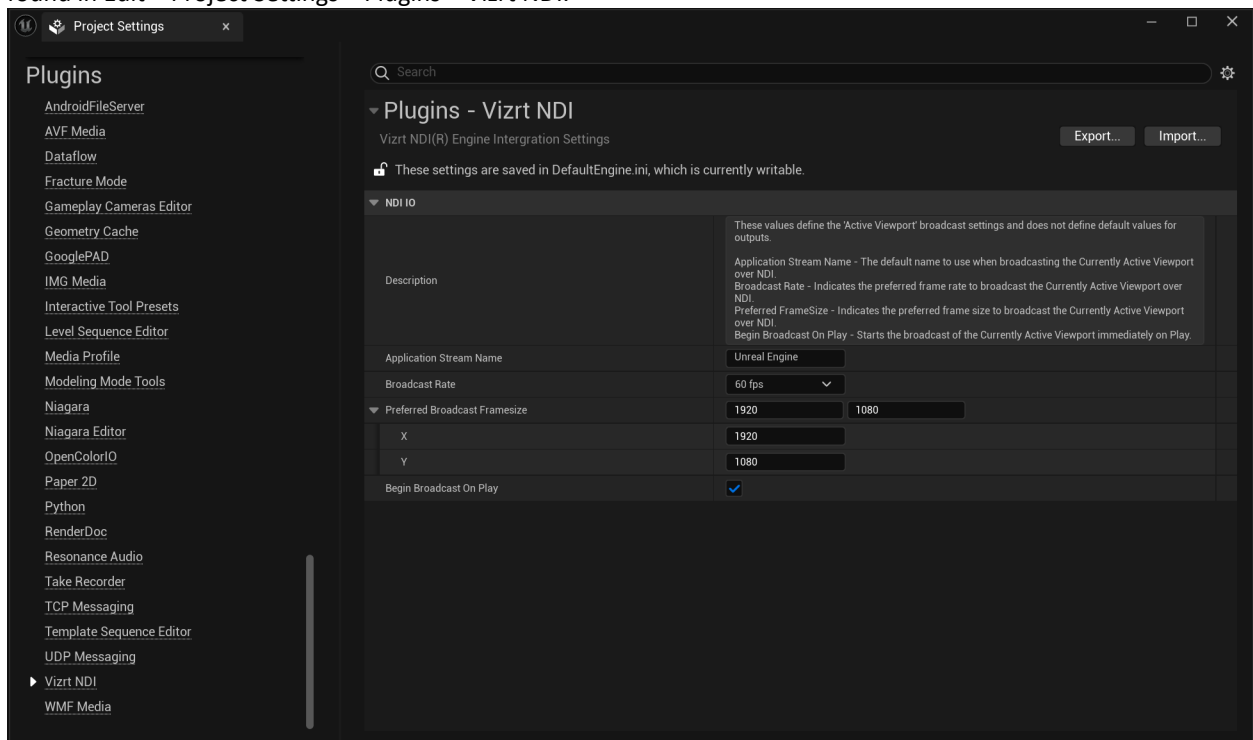 Project Settings
Plugins
AndroidFileServer
AVF Media
Dataflow
Fracture Mode
Gameplay Cameras Editor
Geometry Cache
GooglePAD
IMG Media
Interactive Tool Presets
Level Sequence Editor
Media Profile
Modeling Mode Tools
Niagara
Niagara Editor
OpenColorIO
Paper 2D
Python
RenderDoc
Resonance Audio
Take Recorder
TCP Messaging
Template Sequence Editor
UDP Messaging
Vizrt NDI
WMF Media
Search
Plugins - Vizrt NDI
Vizrt NDI(R) Engine Intergration Settings
Export... Import...
These settings are saved in DefaultEngine.ini, which is currently writable.
NDI IO
Description
These values define the 'Active Viewport' broadcast settings and does not define default values for
outputs.
Application Stream Name - The default name to use when broadcasting the Currently Active Viewport
over NDI.
Broadcast Rate - Indicates the preferred frame rate to broadcast the Currently Active Viewport over
NDI.
Preferred FrameSize - Indicates the preferred frame size to broadcast the Currently Active Viewport
over NDI.
Begin Broadcast On Play - Starts the broadcast of the Currently Active Viewport immediately on Play.
Application Stream Name Unreal Engine
Broadcast Rate 60 fps
Preferred Broadcast Framesize 1920 1080
X 1920
Y 1080
Begin Broadcast On Play